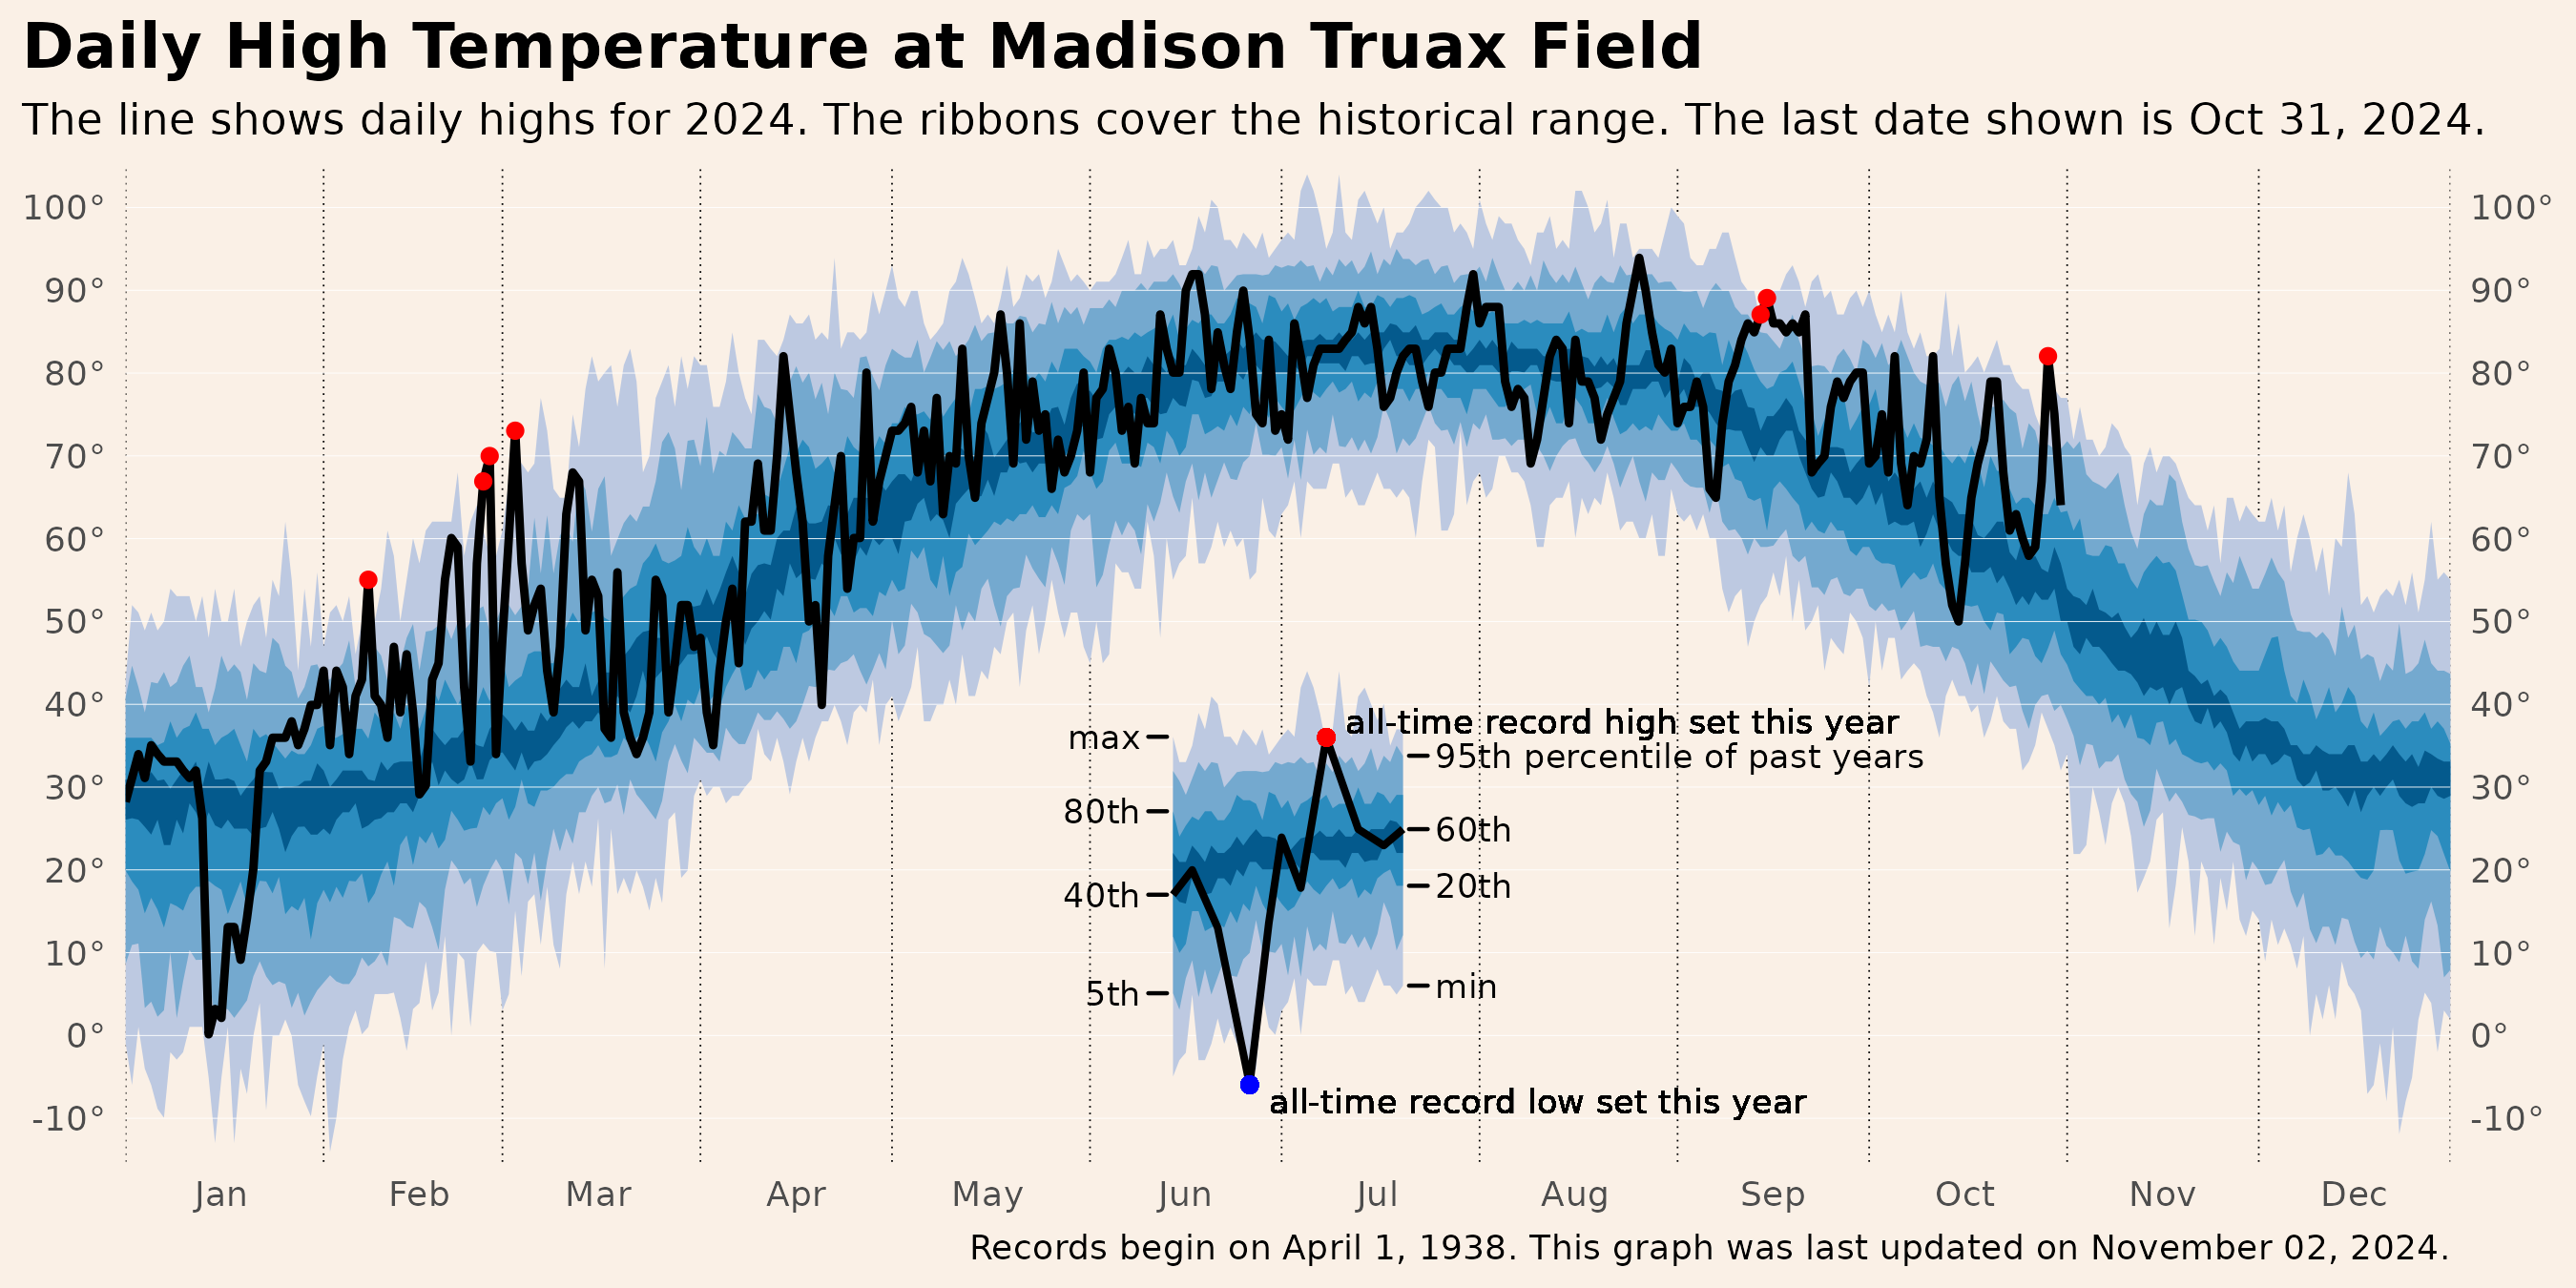 Daily High Temperature at Madison Truax Field
The line shows daily highs for 2024. The ribbons cover the historical range. The last date shown is Oct 31, 2024.
100° 100°
90° 90°
80° 80°
70° 70°
60° 60°
50° 50°
40° 40°
30° 30°
20° 20°
10° 10°
0° 0°
-10° -10°
all-time record high set this year
max
95th percentile of past years
80th
60th
20th
40th
min
5th
all-time record low set this year
Jan Feb Mar Apr May Jun Jul Aug Sep Oct Nov Dec
Records begin on April 1, 1938. This graph was last updated on November 02, 2024.